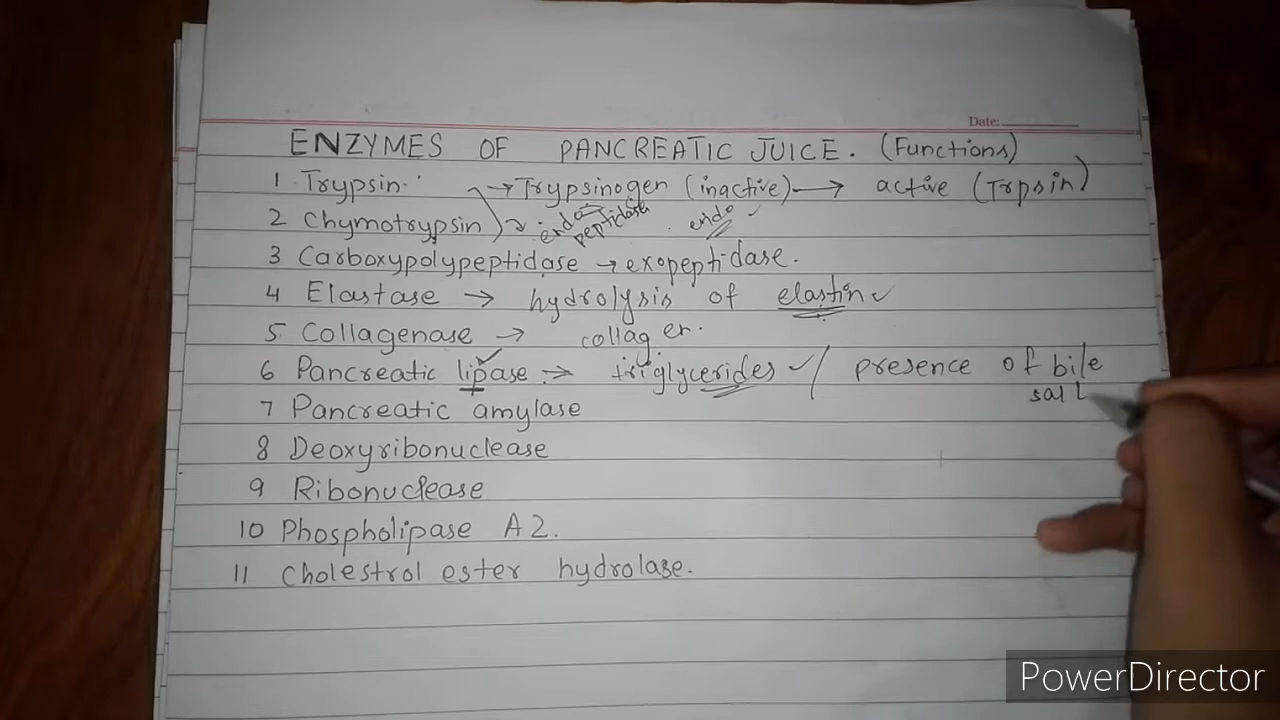 Date:
ENZYMES OF PANCREATIC JUICE. (Functions)
1 Trypsin. → Trypsinogen (inactive) → active (Trpsin)
2 Chymotrypsin) → endo peptidase endo ✓
3 Carboxypolypeptidase → exopeptidase.
4 Elastase → hydrolysis of elastin ✓
5 Collagenase → collagen.
6 Pancreatic lipase → triglycerides ✓ / presence of bile
salt
7 Pancreatic amylase
8 Deoxyribonuclease
9 Ribonuclease
10 Phospholipase A2.
11 Cholestrol ester hydrolase.
PowerDirector